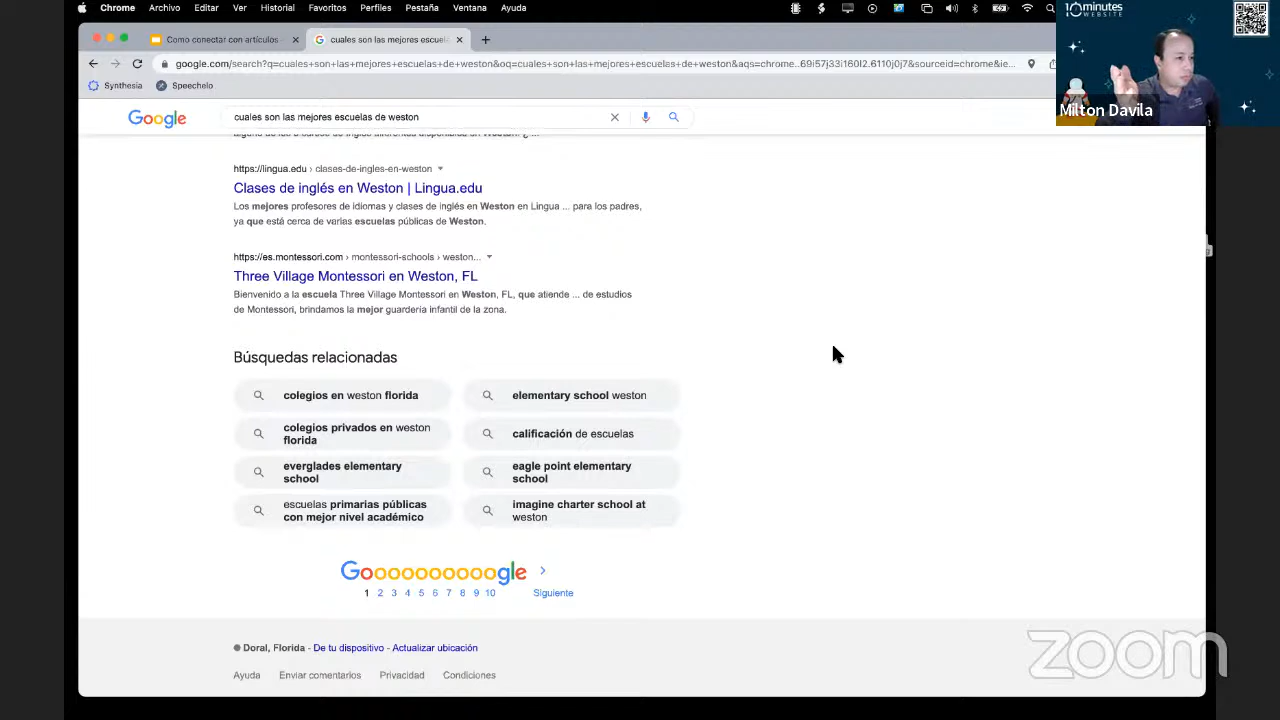 Chrome Archivo Editar Ver Historial Favoritos Perfiles Pestaña Ventana Ayuda
Como conectar con artículos
cuales son las mejores escuel
google.com/search?q=cuales+son+las+mejores+escuelas+de+weston&oq=cuales+son+las+mejores+escuelas+de+weston&aqs=chrome..69i57j33i160l2.6110j0j7&sourceid=chrome&ie...
Synthesia Speechelo
Google
cuales son las mejores escuelas de weston
https://lingua.edu › clases-de-ingles-en-weston
Clases de inglés en Weston | Lingua.edu
Los mejores profesores de idiomas y clases de inglés en Weston en Lingua ... para los padres,
ya que está cerca de varias escuelas públicas de Weston.
https://es.montessori.com › montessori-schools › weston...
Three Village Montessori en Weston, FL
Bienvenido a la escuela Three Village Montessori en Weston, FL, que atiende ... de estudios
de Montessori, brindamos la mejor guardería infantil de la zona.
Búsquedas relacionadas
colegios en weston florida
elementary school weston
colegios privados en weston
florida
calificación de escuelas
everglades elementary
school
eagle point elementary
school
escuelas primarias públicas
con mejor nivel académico
imagine charter school at
weston
Goooooooooogle
1 2 3 4 5 6 7 8 9 10 Siguiente
Doral, Florida - De tu dispositivo - Actualizar ubicación
Ayuda Enviar comentarios Privacidad Condiciones
10minutes
WEBSITE
Milton Davila
zoom